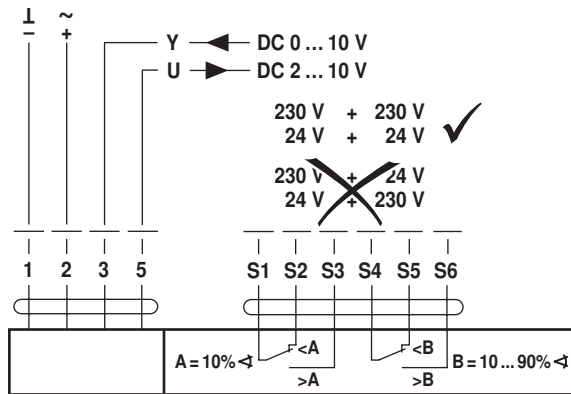 ⊥ ~
− +
Y DC 0 ... 10 V
U DC 2 ... 10 V
230 V + 230 V
24 V + 24 V
230 V + 24 V
24 V + 230 V
1 2 3 5 S1 S2 S3 S4 S5 S6
A = 10% ∢ <A <B B = 10 ... 90% ∢
>A >B